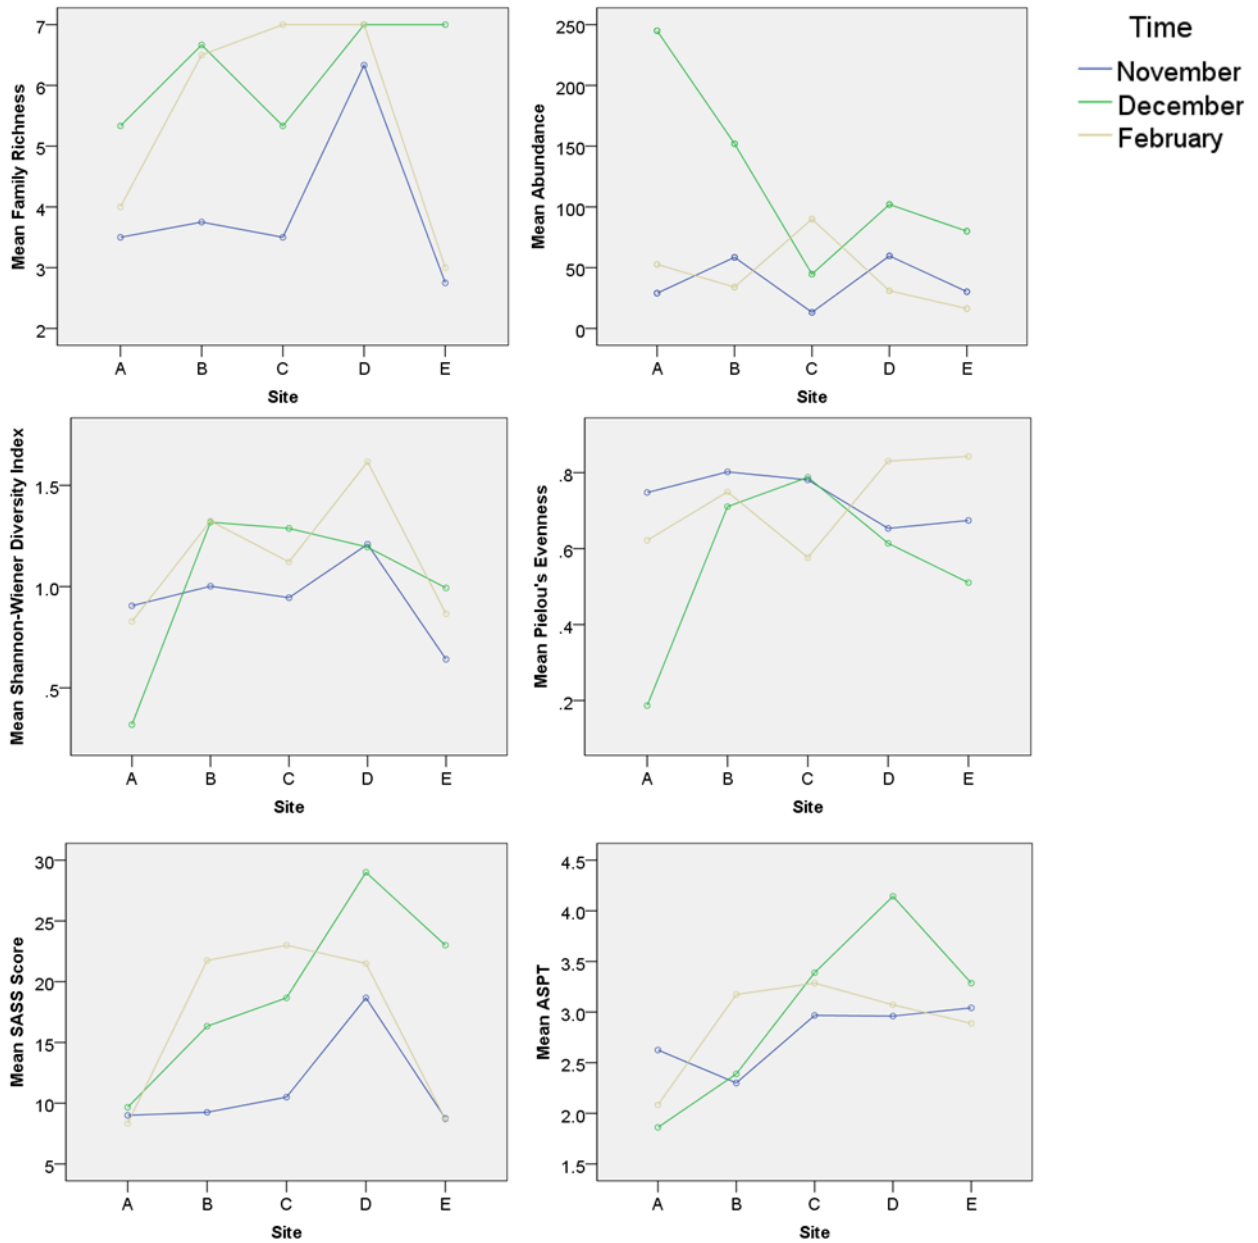 Mean Family Richness
7
6
5
4
3
2
A B C D E
Site
Mean Abundance
250
200
150
100
50
0
A B C D E
Site
Time
November
December
February
Mean Shannon-Wiener Diversity Index
1.5
1.0
.5
A B C D E
Site
Mean Pielou's Evenness
.8
.6
.4
.2
A B C D E
Site
Mean SASS Score
30
25
20
15
10
5
A B C D E
Site
Mean ASPT
4.5
4.0
3.5
3.0
2.5
2.0
1.5
A B C D E
Site